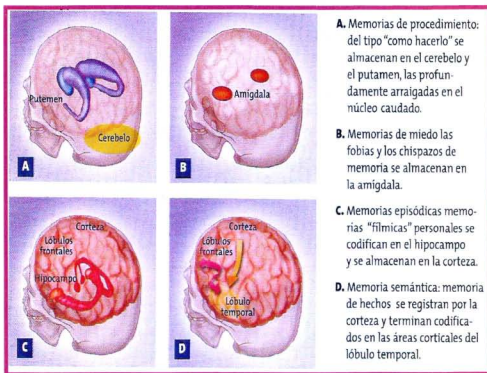 Putemen
Cerebelo
A
Amígdala
B
Corteza
Lóbulos
frontales
Hipocampo
C
Corteza
Lóbulos
frontales
Lóbulo
temporal
D
A. Memorias de procedimiento:
del tipo "como hacerlo" se
almacenan en el cerebelo y
el putamen, las profun-
damente arraigadas en el
núcleo caudado.
B. Memorias de miedo las
fobias y los chispazos de
memoria se almacenan en
la amígdala.
C. Memorias episódicas memo-
rias "fílmicas" personales se
codifican en el hipocampo
y se almacenan en la corteza.
D. Memoria semántica: memoria
de hechos se registran por la
corteza y terminan codifica-
dos en las áreas corticales del
lóbulo temporal.